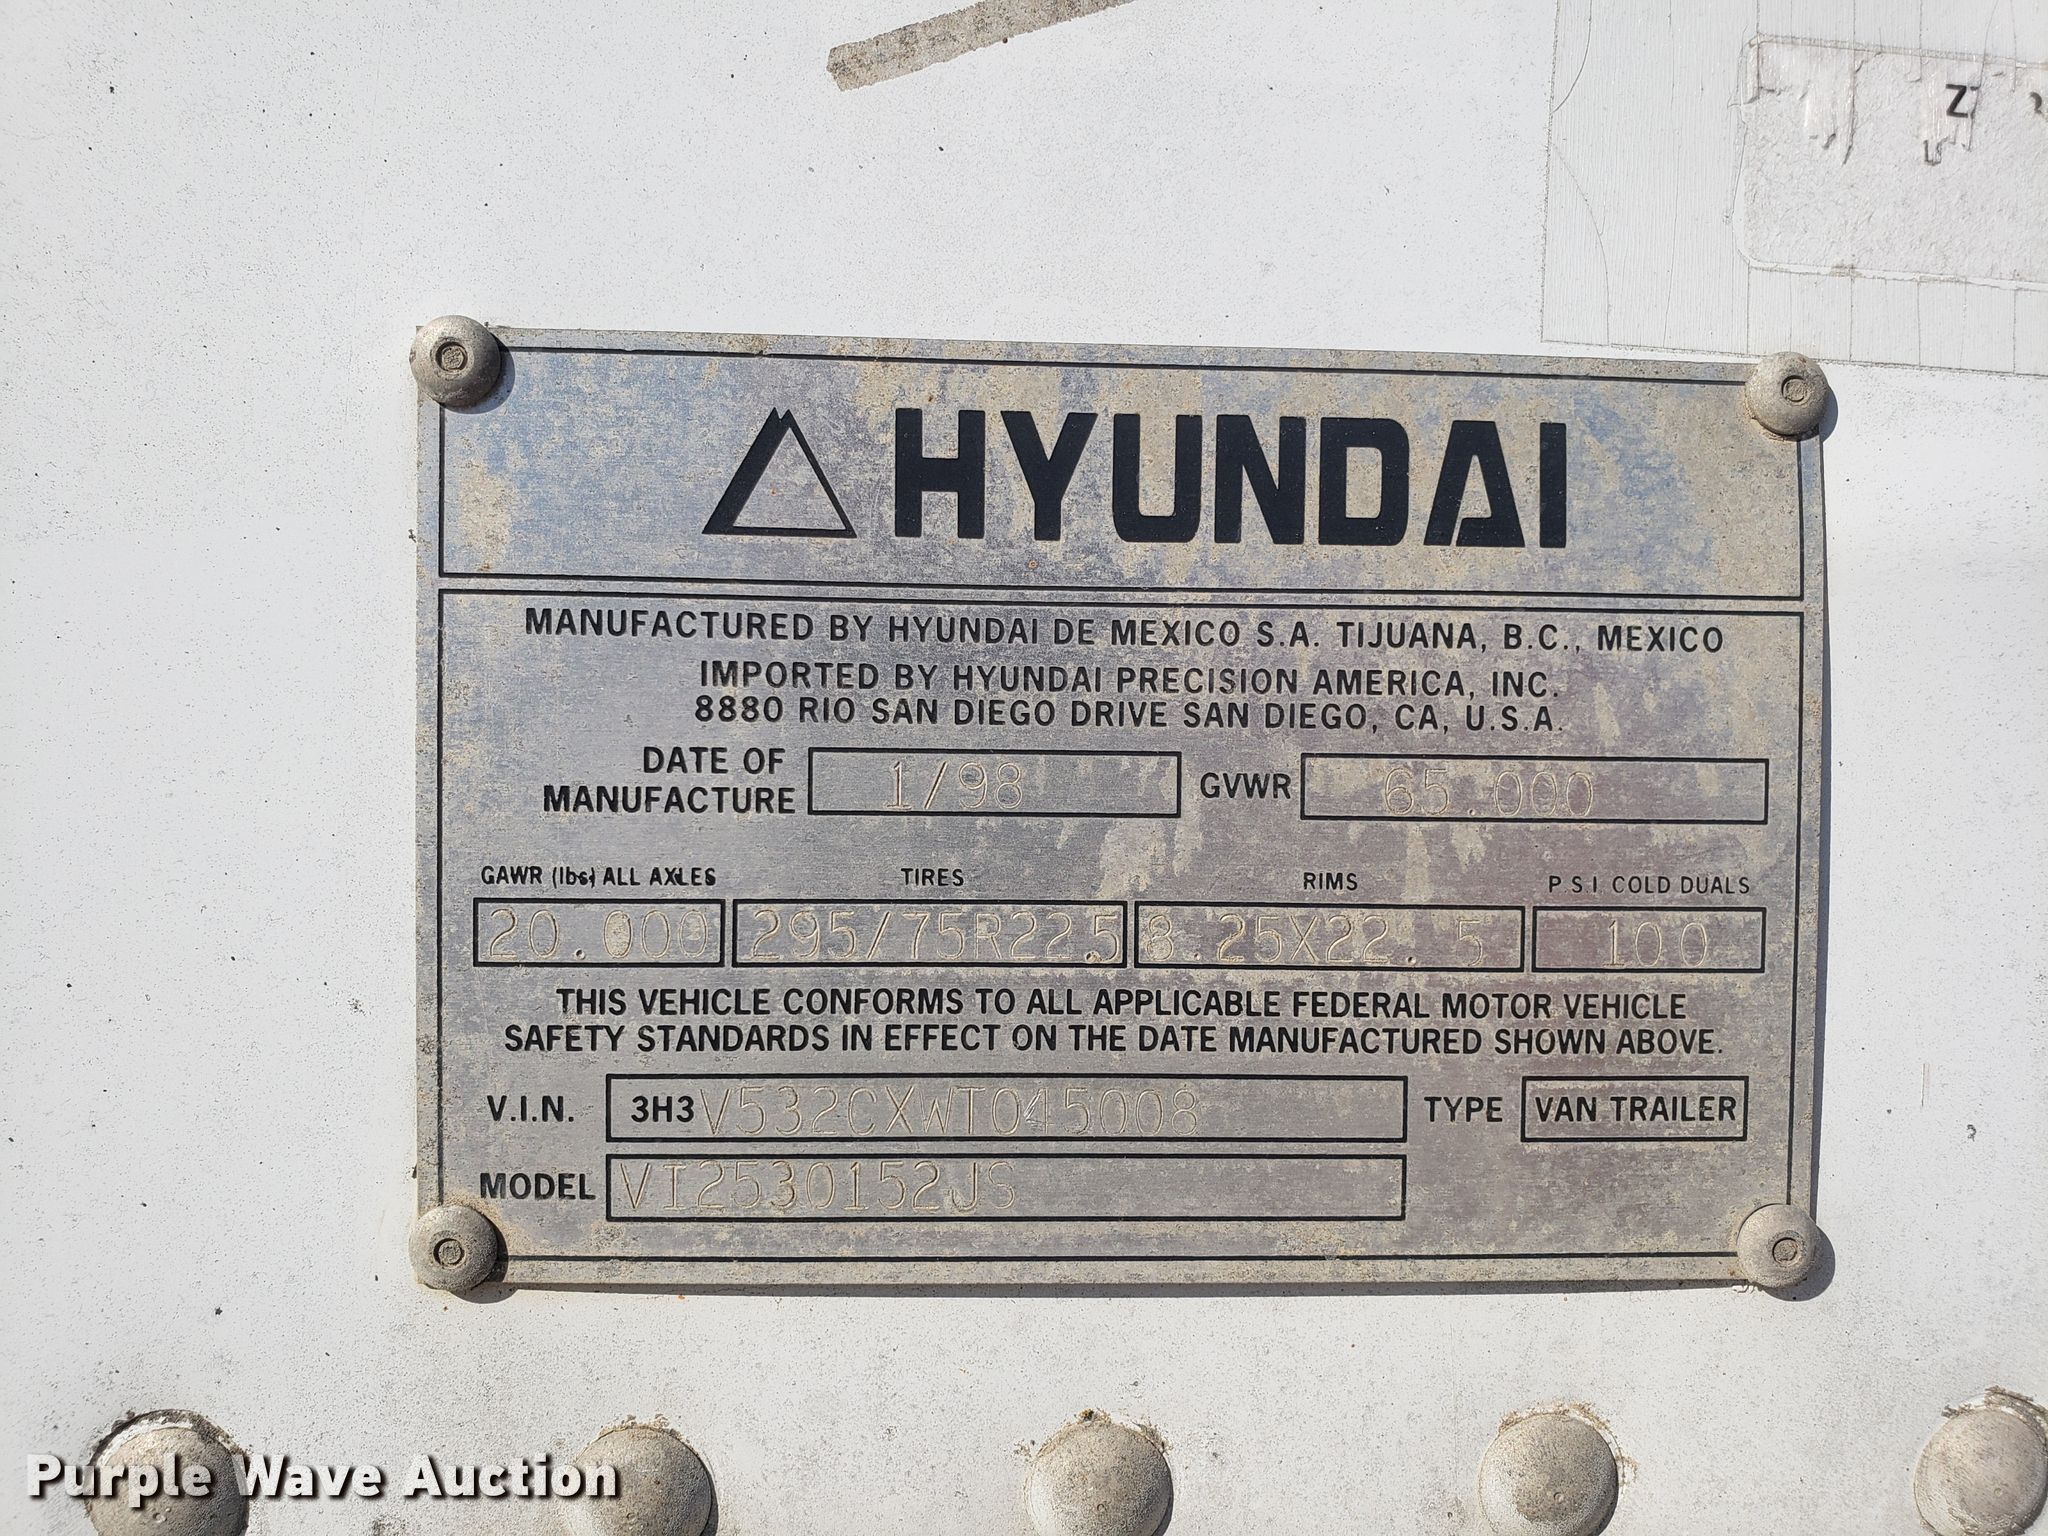 Z
HYUNDAI
MANUFACTURED BY HYUNDAI DE MEXICO S.A. TIJUANA, B.C., MEXICO
IMPORTED BY HYUNDAI PRECISION AMERICA, INC.
8880 RIO SAN DIEGO DRIVE SAN DIEGO, CA, U.S.A.
DATE OF MANUFACTURE 1/98 GVWR 65.000
GAWR (lbs) ALL AXLES TIRES RIMS P.S.I. COLD DUALS
20.000 295/75R22.5 8.25X22.5 100
THIS VEHICLE CONFORMS TO ALL APPLICABLE FEDERAL MOTOR VEHICLE
SAFETY STANDARDS IN EFFECT ON THE DATE MANUFACTURED SHOWN ABOVE.
V.I.N. 3H3V532CXWT045008 TYPE VAN TRAILER
MODEL VI2530152JS
Purple Wave Auction